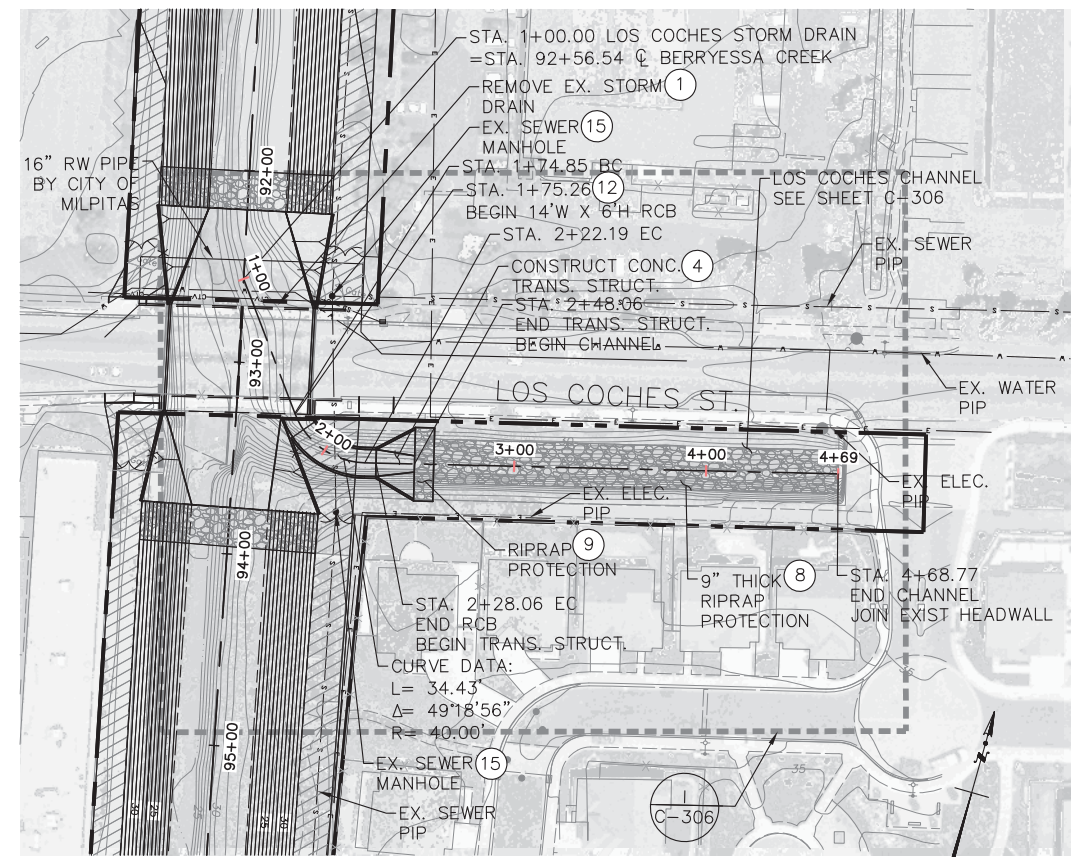 STA. 1+00.00 LOS COCHES STORM DRAIN
=STA. 92+56.54 ℄ BERRYESSA CREEK
REMOVE EX. STORM 1
DRAIN
EX. SEWER 15
MANHOLE
STA. 1+74.85 BC
STA. 1+75.26 12
BEGIN 14'W X 6'H RCB
STA. 2+22.19 EC
CONSTRUCT CONC. 4
TRANS. STRUCT.
STA. 2+48.06
END TRANS. STRUCT.
BEGIN CHANNEL
16" RW PIPE
BY CITY OF
MILPITAS
LOS COCHES CHANNEL
SEE SHEET C-306
EX. SEWER
PIP
EX. WATER
PIP
LOS COCHES ST.
92+00
1+00
93+00
2+00
3+00
4+00
4+69
94+00
95+00
EX. ELEC.
PIP
EX. ELEC.
PIP
RIPRAP 9
PROTECTION
9" THICK 8
RIPRAP
PROTECTION
STA. 4+68.77
END CHANNEL
JOIN EXIST HEADWALL
STA. 2+28.06 EC
END RCB
BEGIN TRANS. STRUCT.
CURVE DATA:
L= 34.43'
Δ= 49°18'56"
R= 40.00'
EX. SEWER 15
MANHOLE
EX. SEWER
PIP
1
C-306
N
30
25
25
30
35